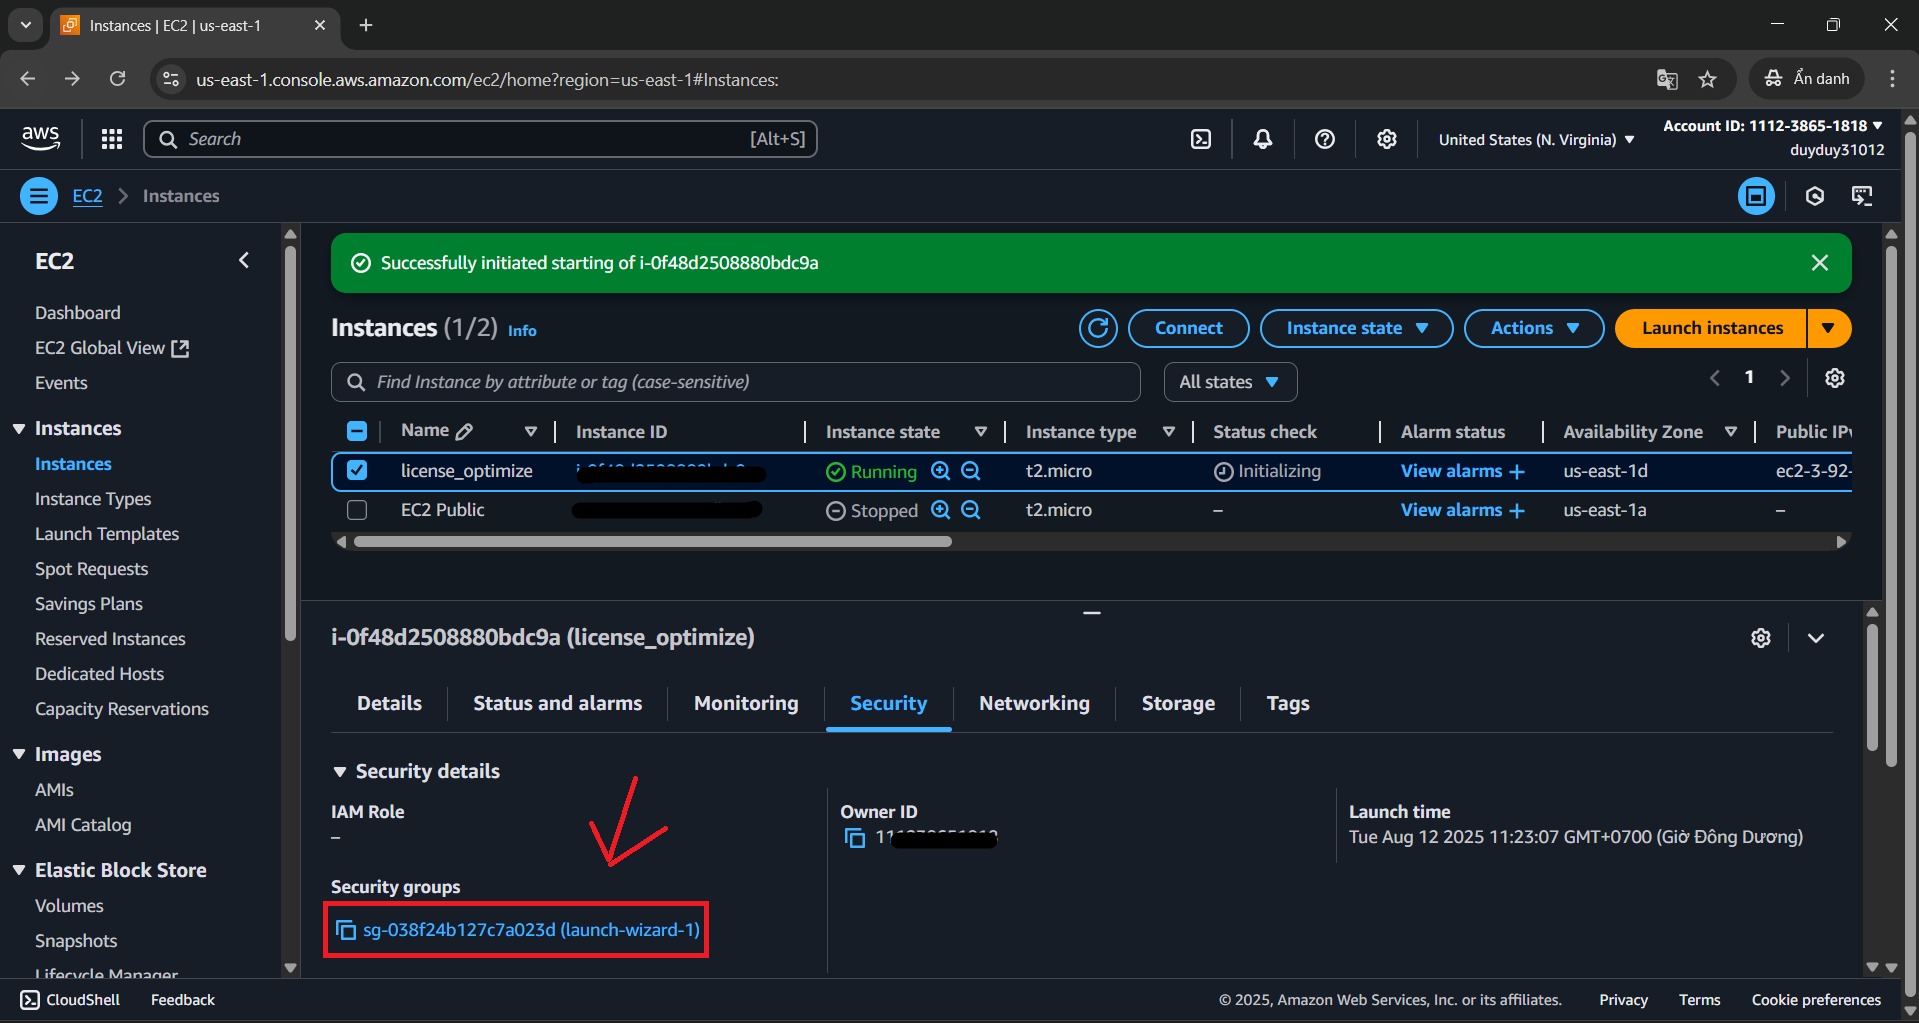 Instances | EC2 | us-east-1
us-east-1.console.aws.amazon.com/ec2/home?region=us-east-1#Instances:
Ẩn danh
aws
Search
[Alt+S]
United States (N. Virginia)
Account ID: 1112-3865-1818
duyduy31012
EC2
Instances
EC2
Dashboard
EC2 Global View
Events
Instances
Instances
Instance Types
Launch Templates
Spot Requests
Savings Plans
Reserved Instances
Dedicated Hosts
Capacity Reservations
Images
AMIs
AMI Catalog
Elastic Block Store
Volumes
Snapshots
Lifecycle Manager
Successfully initiated starting of i-0f48d2508880bdc9a
Instances (1/2) Info
Connect
Instance state
Actions
Launch instances
Find Instance by attribute or tag (case-sensitive)
All states
1
Name Instance ID Instance state Instance type Status check Alarm status Availability Zone Public IPv
license_optimize Running t2.micro Initializing View alarms + us-east-1d ec2-3-92-
EC2 Public Stopped t2.micro – View alarms + us-east-1a –
i-0f48d2508880bdc9a (license_optimize)
Details
Status and alarms
Monitoring
Security
Networking
Storage
Tags
Security details
IAM Role
–
Owner ID
Launch time
Tue Aug 12 2025 11:23:07 GMT+0700 (Giờ Đông Dương)
Security groups
sg-038f24b127c7a023d (launch-wizard-1)
CloudShell
Feedback
© 2025, Amazon Web Services, Inc. or its affiliates.
Privacy
Terms
Cookie preferences